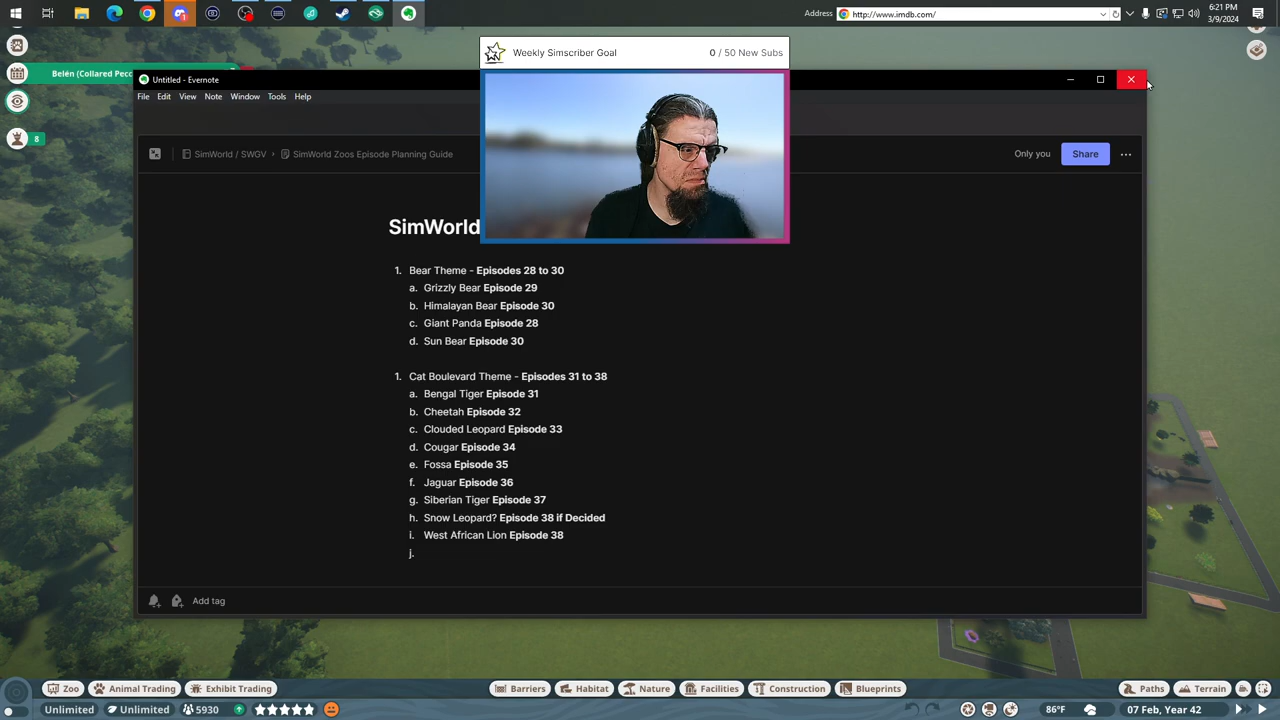 Address
http://www.imdb.com/
6:21 PM
3/9/2024
Weekly Simscriber Goal
0 / 50 New Subs
Belén (Collared Pecc
Untitled - Evernote
File Edit View Note Window Tools Help
8
SimWorld / SWGV > SimWorld Zoos Episode Planning Guide
Only you
Share
SimWorld
1. Bear Theme - Episodes 28 to 30
a. Grizzly Bear Episode 29
b. Himalayan Bear Episode 30
c. Giant Panda Episode 28
d. Sun Bear Episode 30
1. Cat Boulevard Theme - Episodes 31 to 38
a. Bengal Tiger Episode 31
b. Cheetah Episode 32
c. Clouded Leopard Episode 33
d. Cougar Episode 34
e. Fossa Episode 35
f. Jaguar Episode 36
g. Siberian Tiger Episode 37
h. Snow Leopard? Episode 38 if Decided
i. West African Lion Episode 38
j.
Add tag
Zoo Animal Trading Exhibit Trading Barriers Habitat Nature Facilities Construction Blueprints Paths Terrain
Unlimited Unlimited 5930 86°F 07 Feb, Year 42